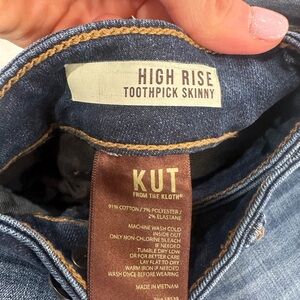 HIGH RISE
TOOTHPICK SKINNY
KUT
FROM THE KLOTH®
91% COTTON / 7% POLYESTER /
2% ELASTANE
MACHINE WASH COLD
INSIDE OUT
ONLY NON-CHLORINE BLEACH
IF NEEDED
TUMBLE DRY LOW
OR FOR BETTER CARE
LAY FLAT TO DRY
WARM IRON IF NEEDED
WASH ONCE BEFORE WEARING
MADE IN VIETNAM